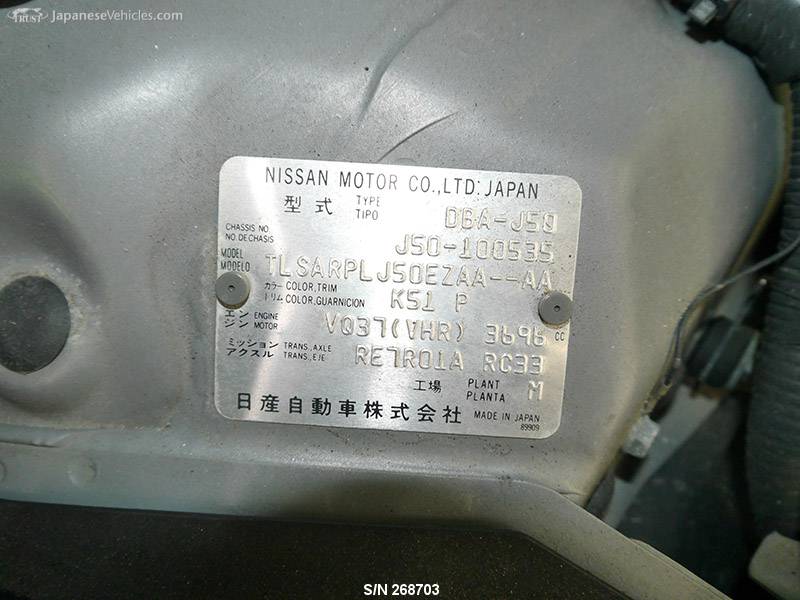 TRUST JapaneseVehicles.com
NISSAN MOTOR CO.,LTD. JAPAN
型式 TYPE TIPO DBA-J50
CHASSIS NO. NO.DE CHASIS J50-100535
MODEL MODELO TLSARPLJ50EZAA--AA
カラー COLOR,TRIM
トリム COLOR,GUARNICION K51 P
エンジン ENGINE MOTOR VQ37(VHR) 3696 CC
ミッション TRANS.,AXLE
アクスル TRANS.,EJE RE7R01A RC33
工場 PLANT PLANTA M
日産自動車株式会社 MADE IN JAPAN
89909
S/N 268703